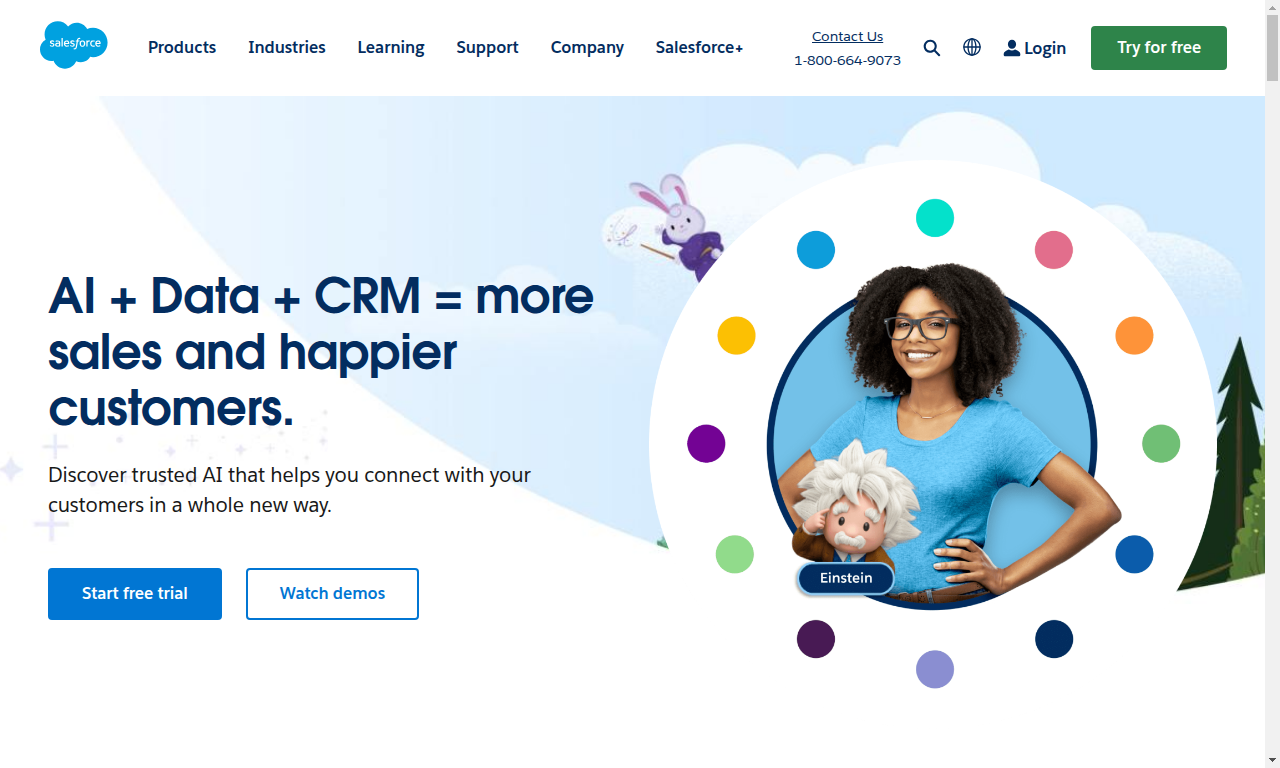 salesforce
Products
Industries
Learning
Support
Company
Salesforce+
Contact Us
1-800-664-9073
Login
Try for free
AI + Data + CRM = more
sales and happier
customers.
Discover trusted AI that helps you connect with your
customers in a whole new way.
Start free trial
Watch demos
Einstein